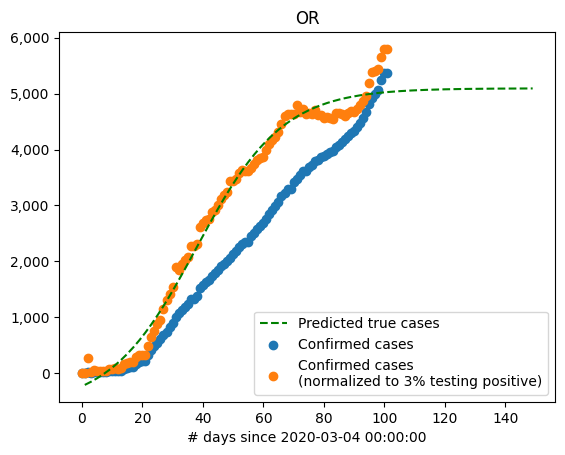 OR
6,000
5,000
4,000
3,000
2,000
1,000
0
Predicted true cases
Confirmed cases
Confirmed cases
(normalized to 3% testing positive)
0 20 40 60 80 100 120 140
# days since 2020-03-04 00:00:00